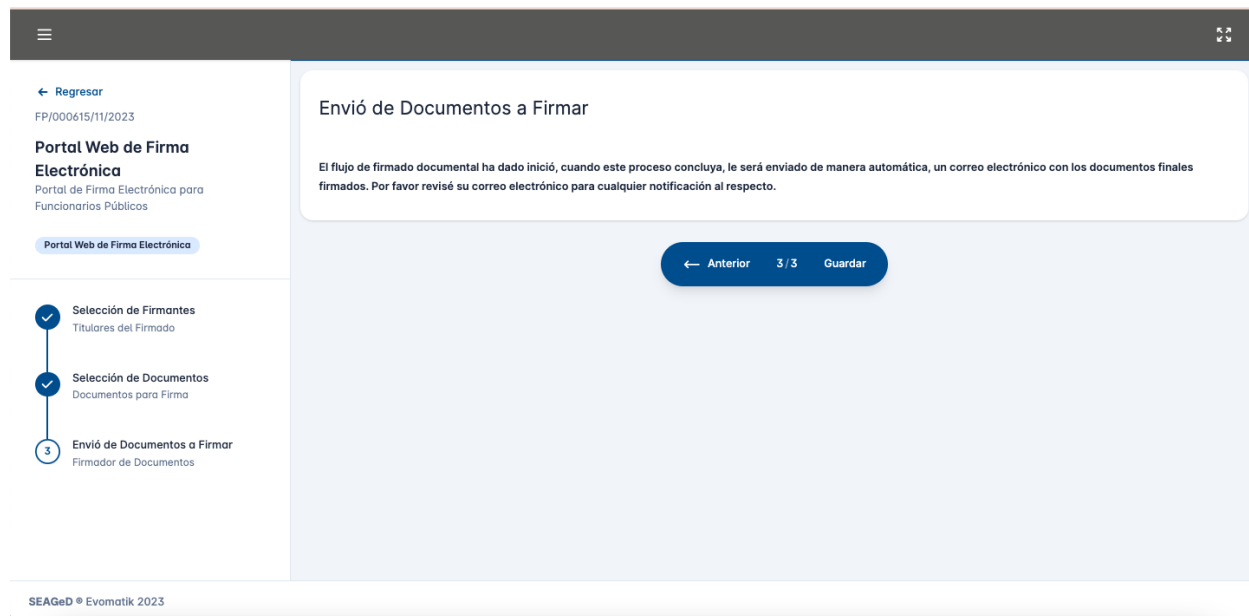 ← Regresar
FP/000615/11/2023
Portal Web de Firma
Electrónica
Portal de Firma Electrónica para
Funcionarios Públicos
Portal Web de Firma Electrónica
Selección de Firmantes
Titulares del Firmado
Selección de Documentos
Documentos para Firma
3
Envió de Documentos a Firmar
Firmador de Documentos
Envió de Documentos a Firmar
El flujo de firmado documental ha dado inició, cuando este proceso concluya, le será enviado de manera automática, un correo electrónico con los documentos finales
firmados. Por favor revisé su correo electrónico para cualquier notificación al respecto.
← Anterior 3/3 Guardar
SEAGeD ® Evomatik 2023